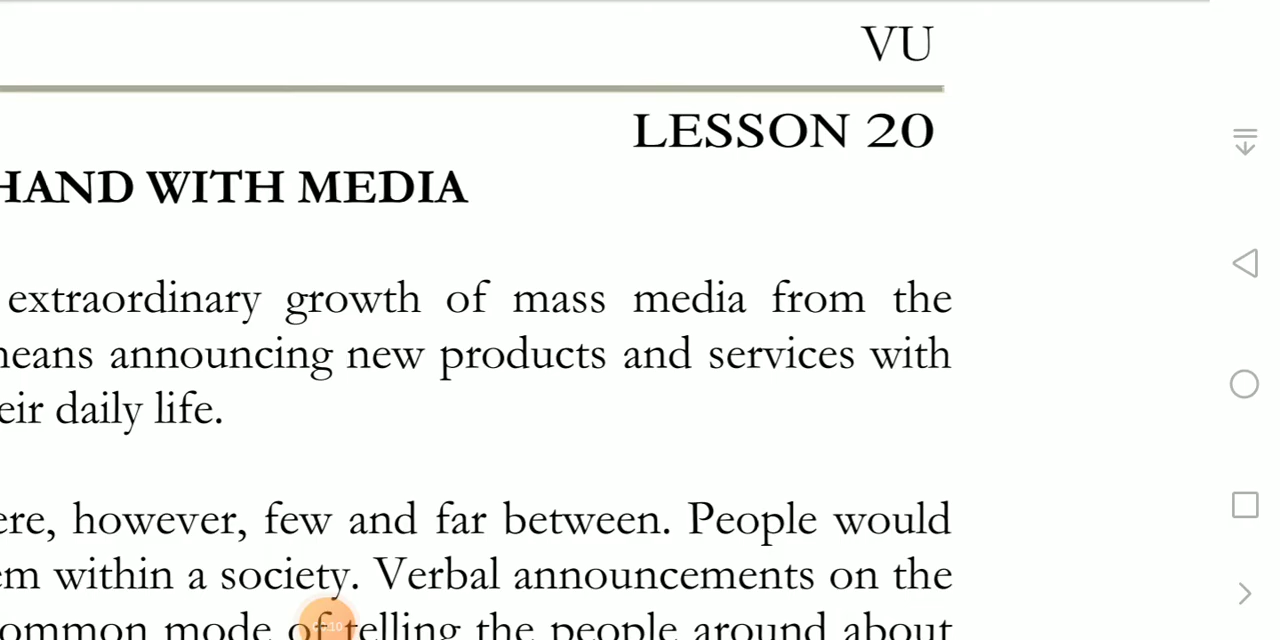 VU
LESSON 20
HAND WITH MEDIA
extraordinary growth of mass media from the
means announcing new products and services with
eir daily life.
ere, however, few and far between. People would
em within a society. Verbal announcements on the
ommon mode of telling the people around about